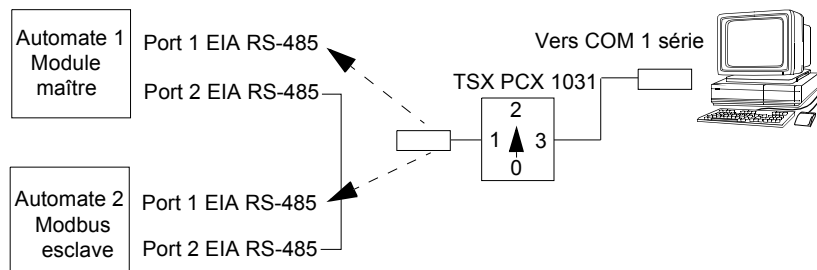 Automate 1
Module
maître
Port 1 EIA RS-485
Port 2 EIA RS-485
Vers COM 1 série
TSX PCX 1031
2
1 3
0
Automate 2
Modbus
esclave
Port 1 EIA RS-485
Port 2 EIA RS-485